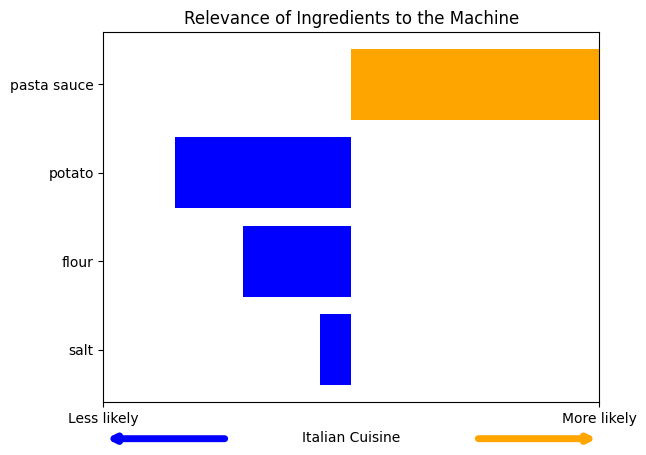 Relevance of Ingredients to the Machine
pasta sauce
potato
flour
salt
Less likely
More likely
Italian Cuisine